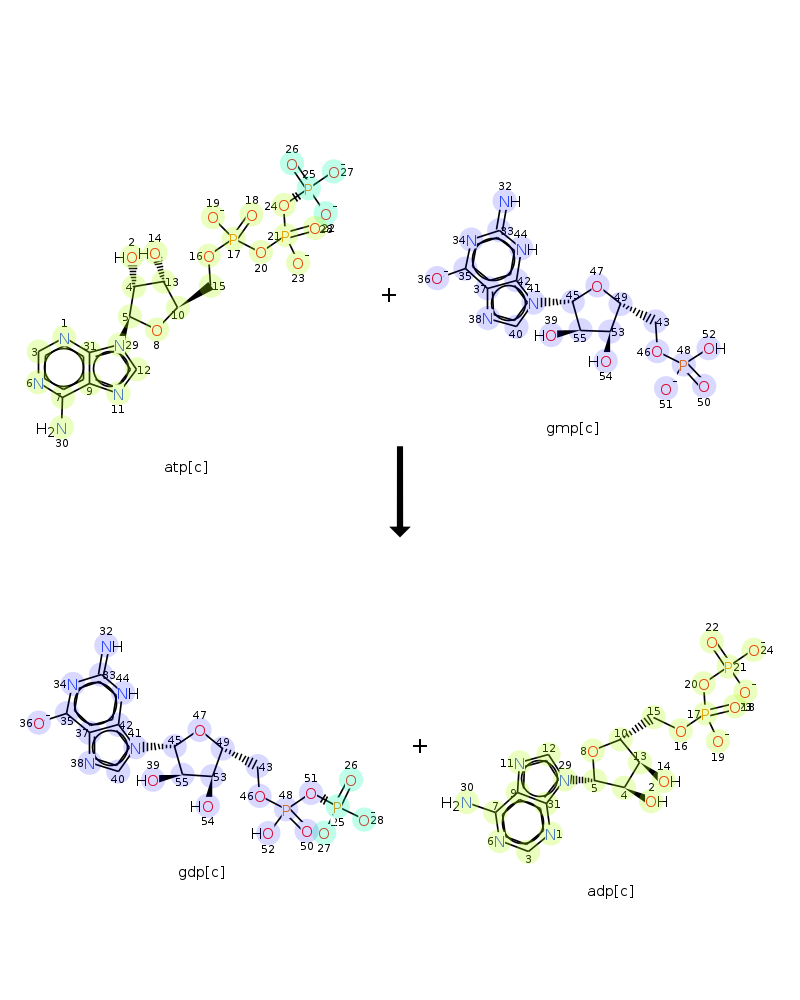 26
25
O
O⁻ 27
P
32
NH
24 O
O⁻
19
18
O⁻
O
2
14
HO
HO
P
17
16 O
O
20
21 P
O
O⁻
23
34 N
33
44
NH
36 O⁻
35
37
42
41
N
38 N
40
47
O
45
49
39
HO
55
53
HO
54
43
46 O
48
P
52
OH
O⁻
51
O
50
4
13
15
5
10
O
8
1
N
31
N 29
3
12
6 N
7
9
N
11
H2N
30
+
atp[c]
gmp[c]
32
NH
34 N
33
44
NH
36 O⁻
35
37
42
41
N
38 N
40
47
O
45
49
39
HO
55
53
HO
54
43
46 O
48
P
51
O
26
O
P
25
O⁻ 28
O⁻
27
HO
52
O
50
gdp[c]
+
22
O
P 21
O⁻ 24
20 O
O⁻
17 P
O
O⁻
19
15
O
16
10
8 O
13
14
OH
2
OH
5
4
12
11 N
N
29
9
31
30
H2N
7
6 N
N 1
3
adp[c]